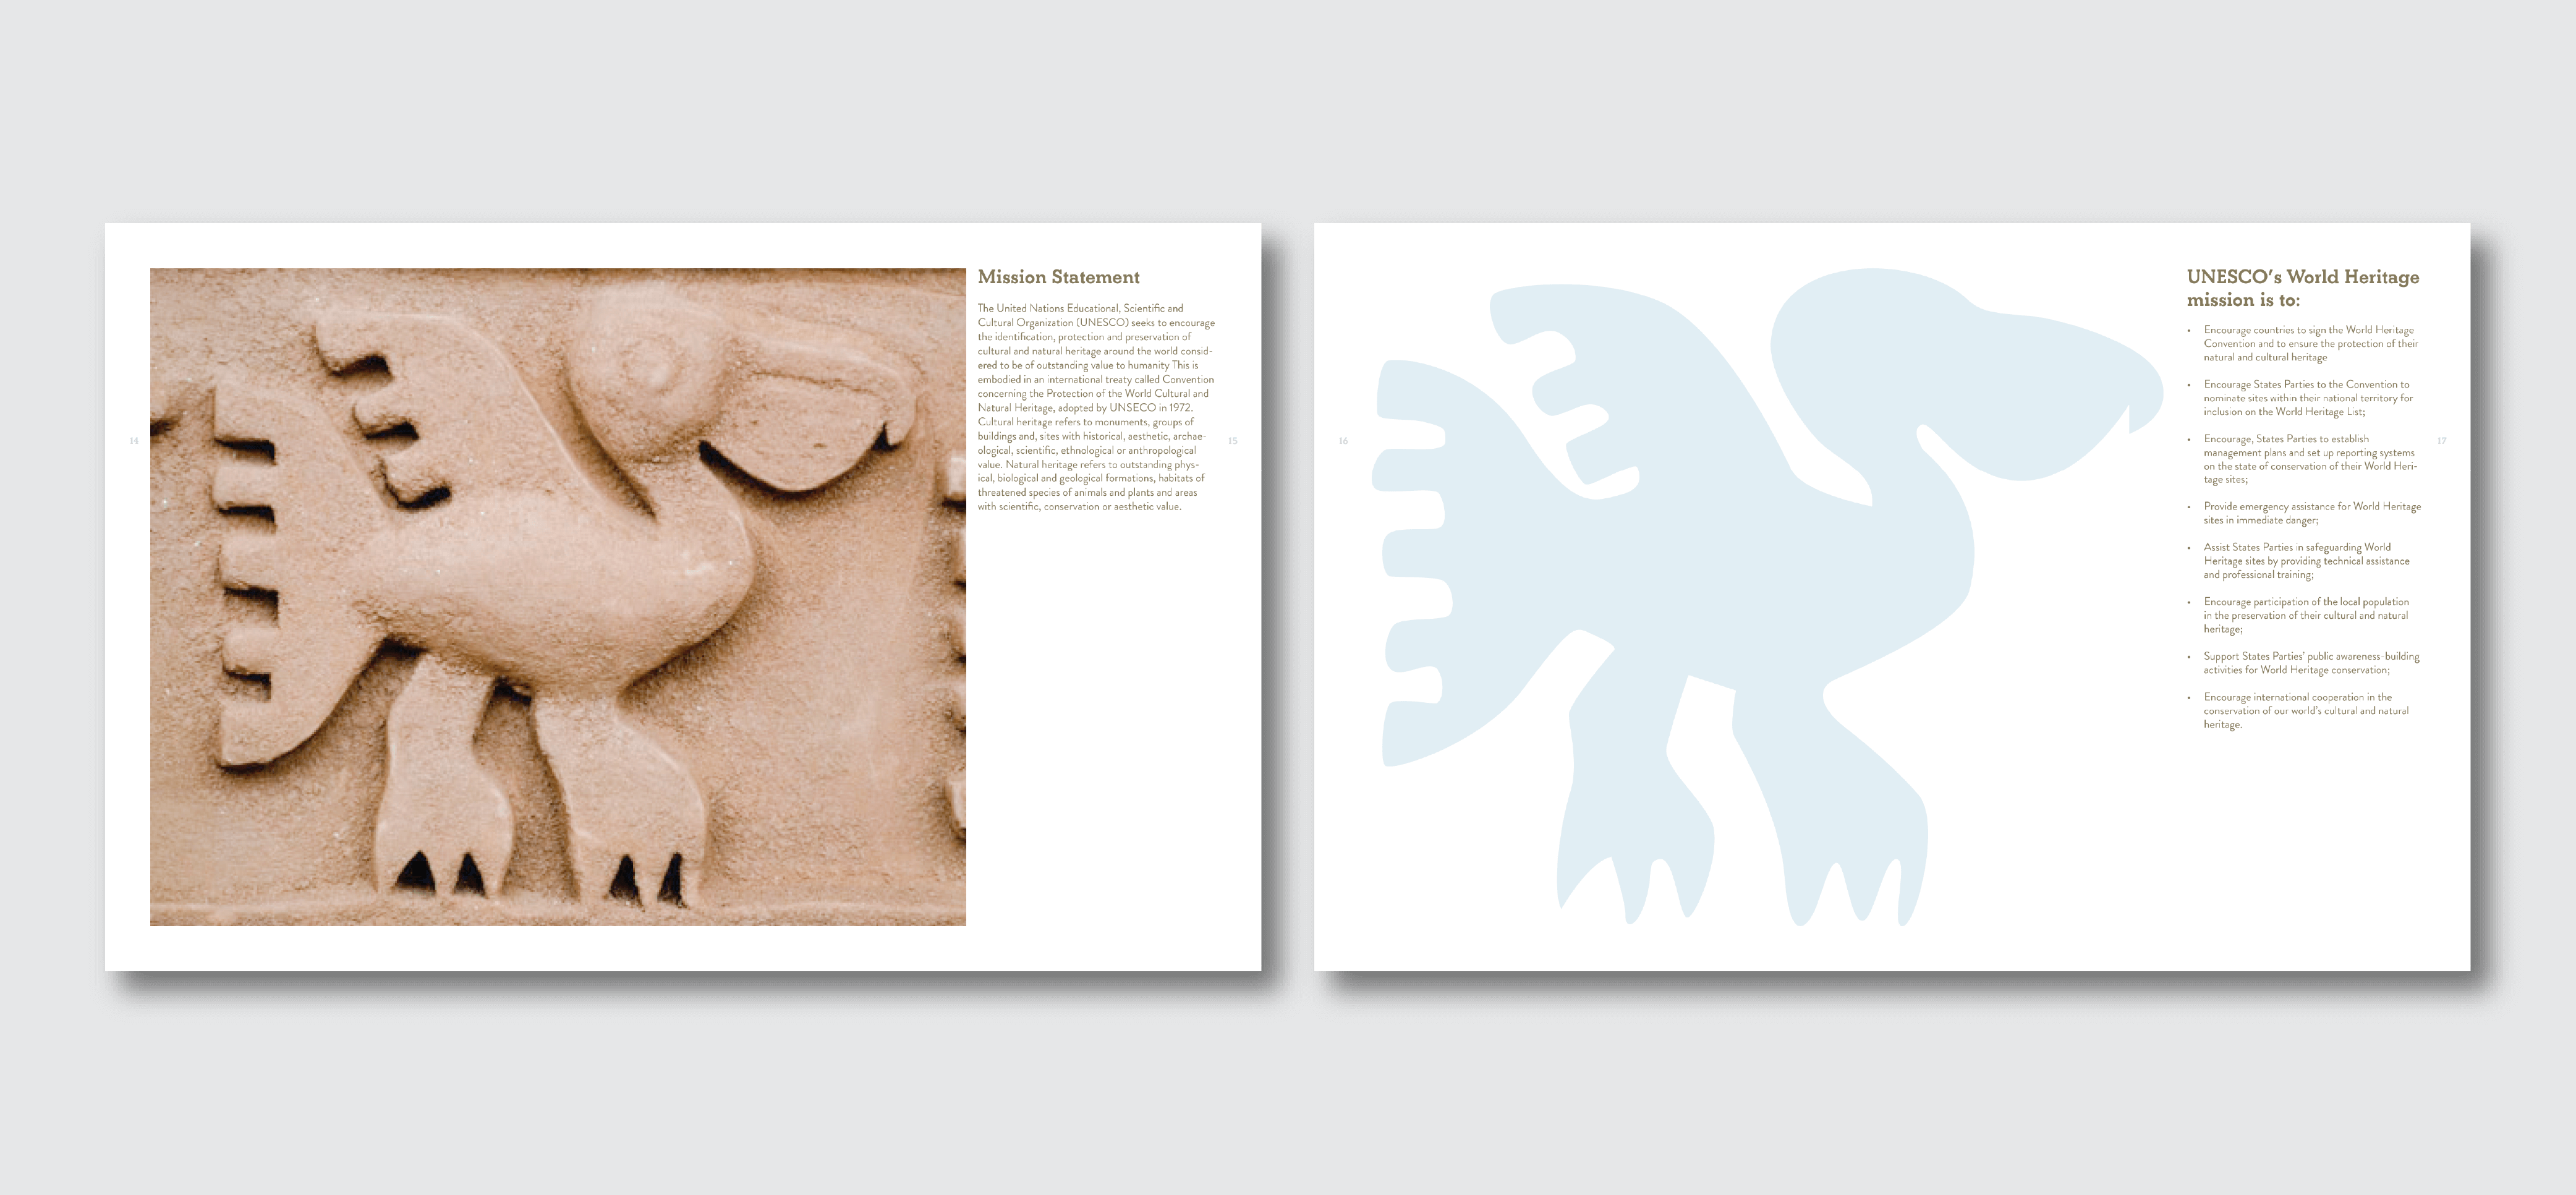 14
Mission Statement
The United Nations Educational, Scientific and
Cultural Organization (UNESCO) seeks to encourage
the identification, protection and preservation of
cultural and natural heritage around the world consid-
ered to be of outstanding value to humanity This is
embodied in an international treaty called Convention
concerning the Protection of the World Cultural and
Natural Heritage, adopted by UNSECO in 1972.
Cultural heritage refers to monuments, groups of
buildings and, sites with historical, aesthetic, archae-
ological, scientific, ethnological or anthropological
value. Natural heritage refers to outstanding phys-
ical, biological and geological formations, habitats of
threatened species of animals and plants and areas
with scientific, conservation or aesthetic value.
15
16
UNESCO's World Heritage
mission is to:
• Encourage countries to sign the World Heritage
Convention and to ensure the protection of their
natural and cultural heritage
• Encourage States Parties to the Convention to
nominate sites within their national territory for
inclusion on the World Heritage List;
• Encourage, States Parties to establish
management plans and set up reporting systems
on the state of conservation of their World Heri-
tage sites;
• Provide emergency assistance for World Heritage
sites in immediate danger;
• Assist States Parties in safeguarding World
Heritage sites by providing technical assistance
and professional training;
• Encourage participation of the local population
in the preservation of their cultural and natural
heritage;
• Support States Parties' public awareness-building
activities for World Heritage conservation;
• Encourage international cooperation in the
conservation of our world's cultural and natural
heritage.
17